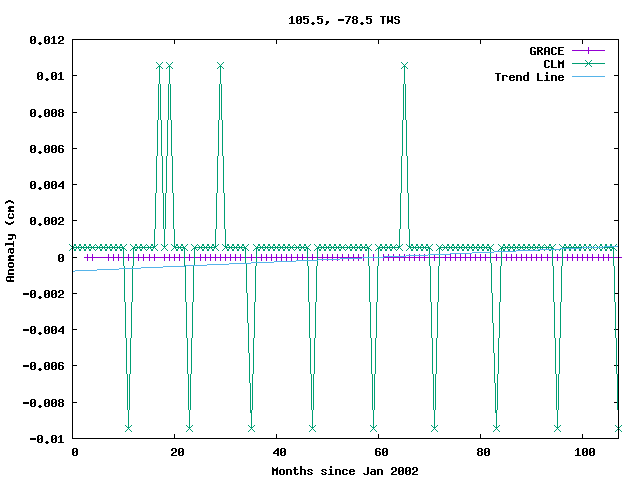 105.5, -78.5 TWS
0.012
0.01
0.008
0.006
0.004
0.002
0
-0.002
-0.004
-0.006
-0.008
-0.01
Anomaly (cm)
GRACE
CLM
Trend Line
0 20 40 60 80 100
Months since Jan 2002